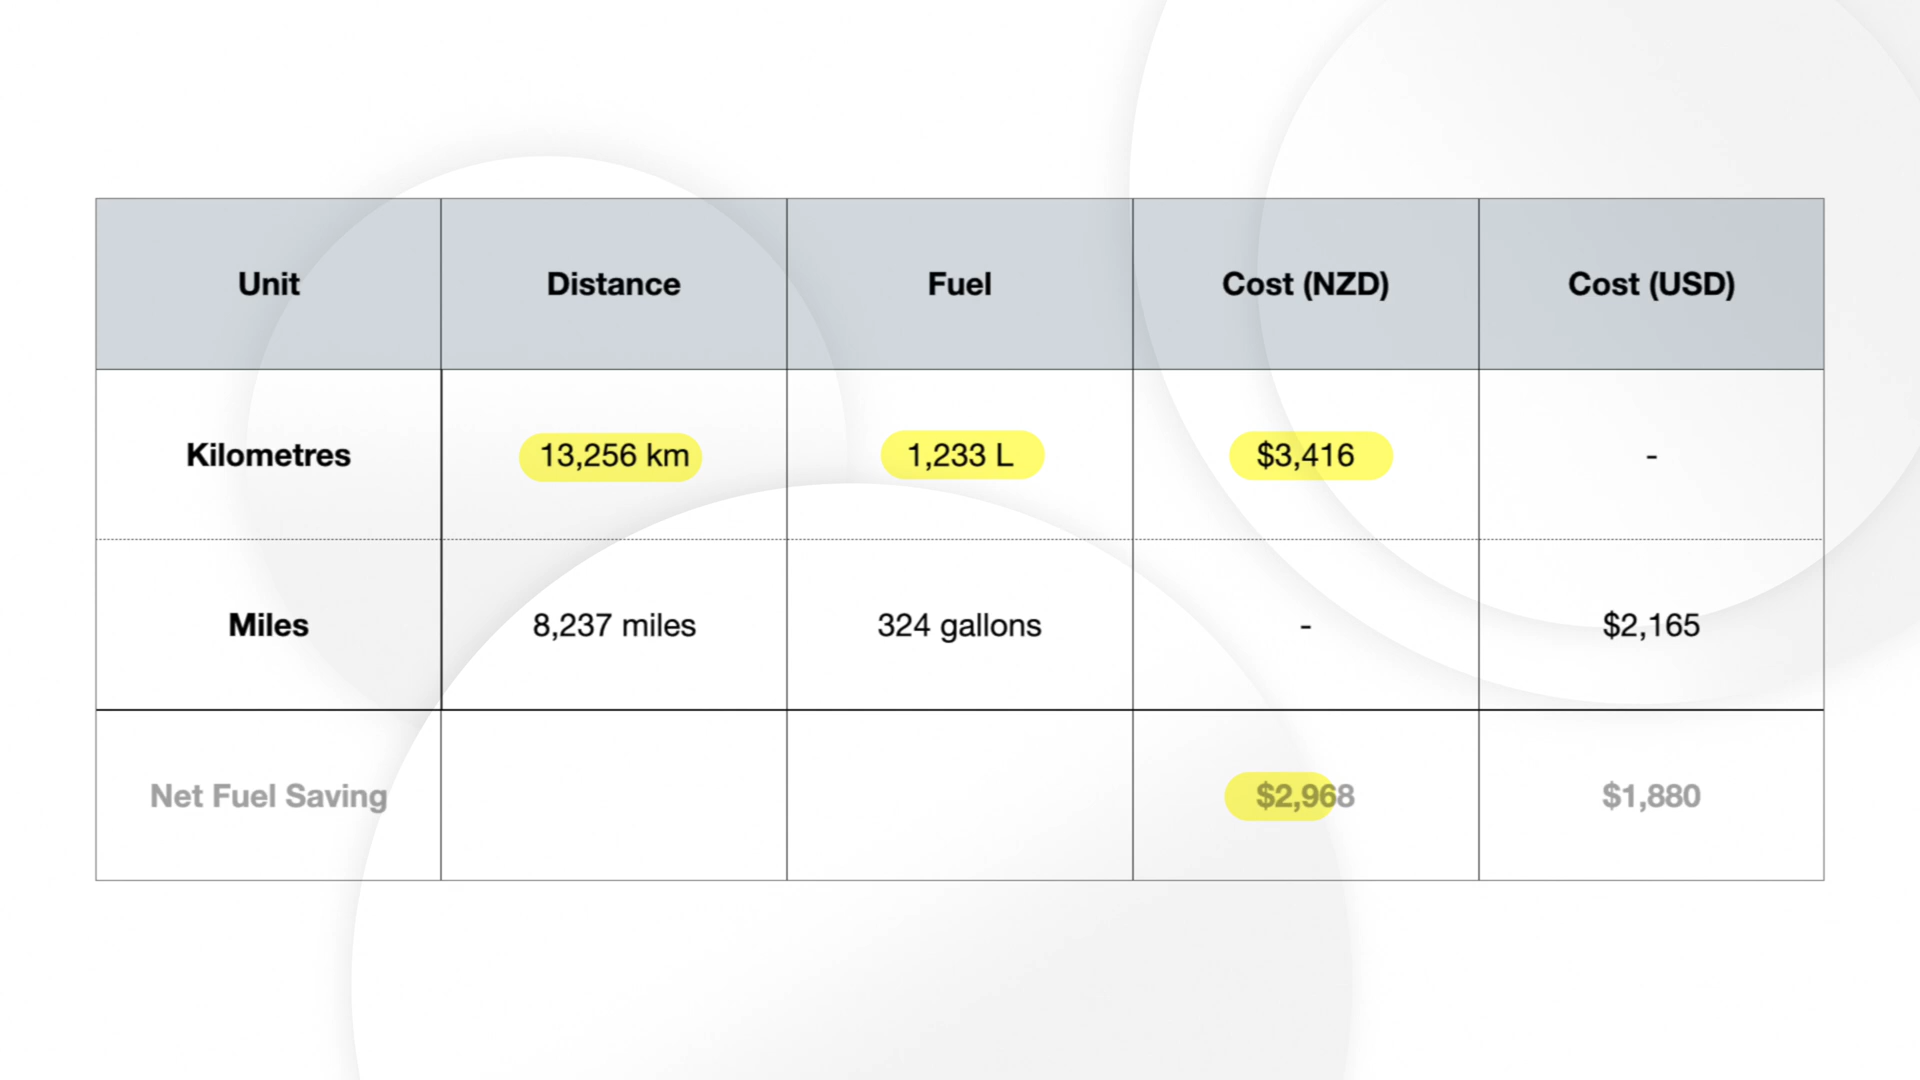 Unit Distance Fuel Cost (NZD) Cost (USD)
Kilometres 13,256 km 1,233 L $3,416 -
Miles 8,237 miles 324 gallons - $2,165
Net Fuel Saving $2,968 $1,880